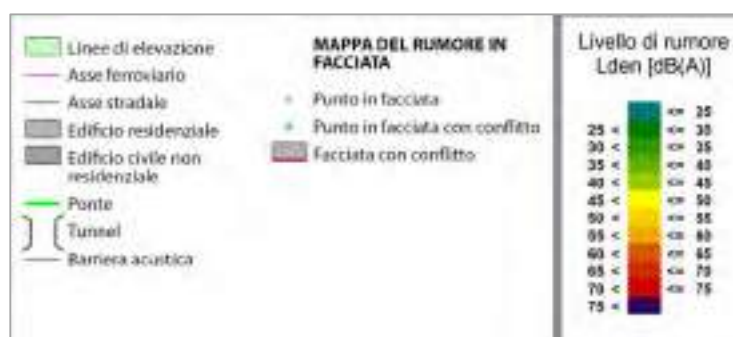 Linee di elevazione
Asse ferroviario
Asse stradale
Edificio residenziale
Edificio civile non
residenziale
Ponte
Tunnel
Barriera acustica
MAPPA DEL RUMORE IN
FACCIATA
Punto in facciata
Punto in facciata con conflitto
Facciata con conflitto
Livello di rumore
Lden [dB(A)]
<= 25
25 < <= 30
30 < <= 35
35 < <= 40
40 < <= 45
45 < <= 50
50 < <= 55
55 < <= 60
60 < <= 65
65 < <= 70
70 < <= 75
75 <